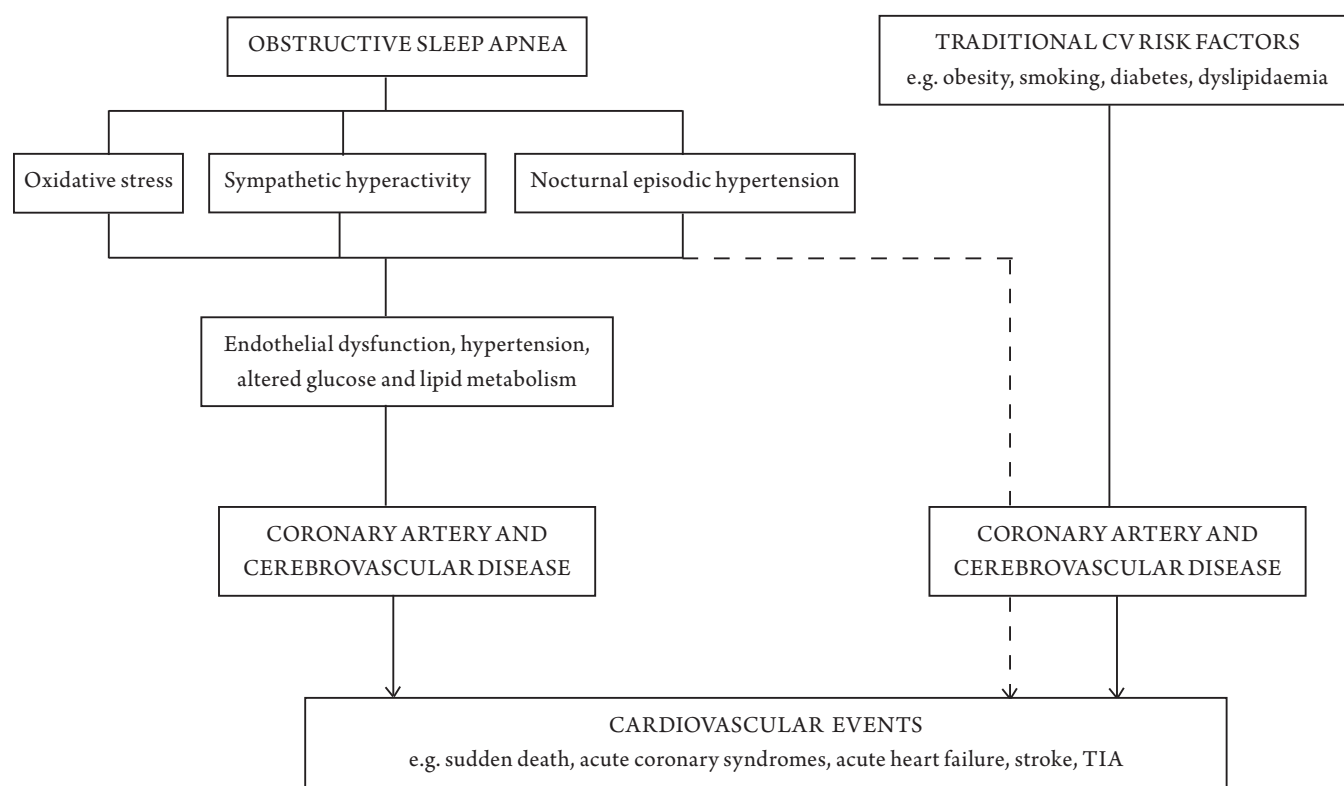 OBSTRUCTIVE SLEEP APNEA
TRADITIONAL CV RISK FACTORS
e.g. obesity, smoking, diabetes, dyslipidaemia
Oxidative stress
Sympathetic hyperactivity
Nocturnal episodic hypertension
Endothelial dysfunction, hypertension,
altered glucose and lipid metabolism
CORONARY ARTERY AND
CEREBROVASCULAR DISEASE
CORONARY ARTERY AND
CEREBROVASCULAR DISEASE
CARDIOVASCULAR EVENTS
e.g. sudden death, acute coronary syndromes, acute heart failure, stroke, TIA